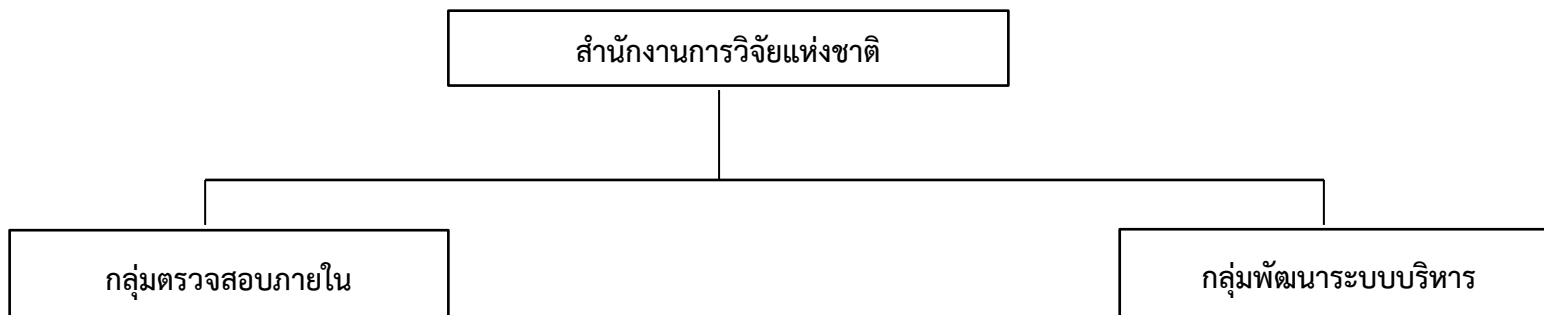 สำนักงานการวิจัยแห่งชาติ
กลุ่มตรวจสอบภายใน
กลุ่มพัฒนาระบบบริหาร